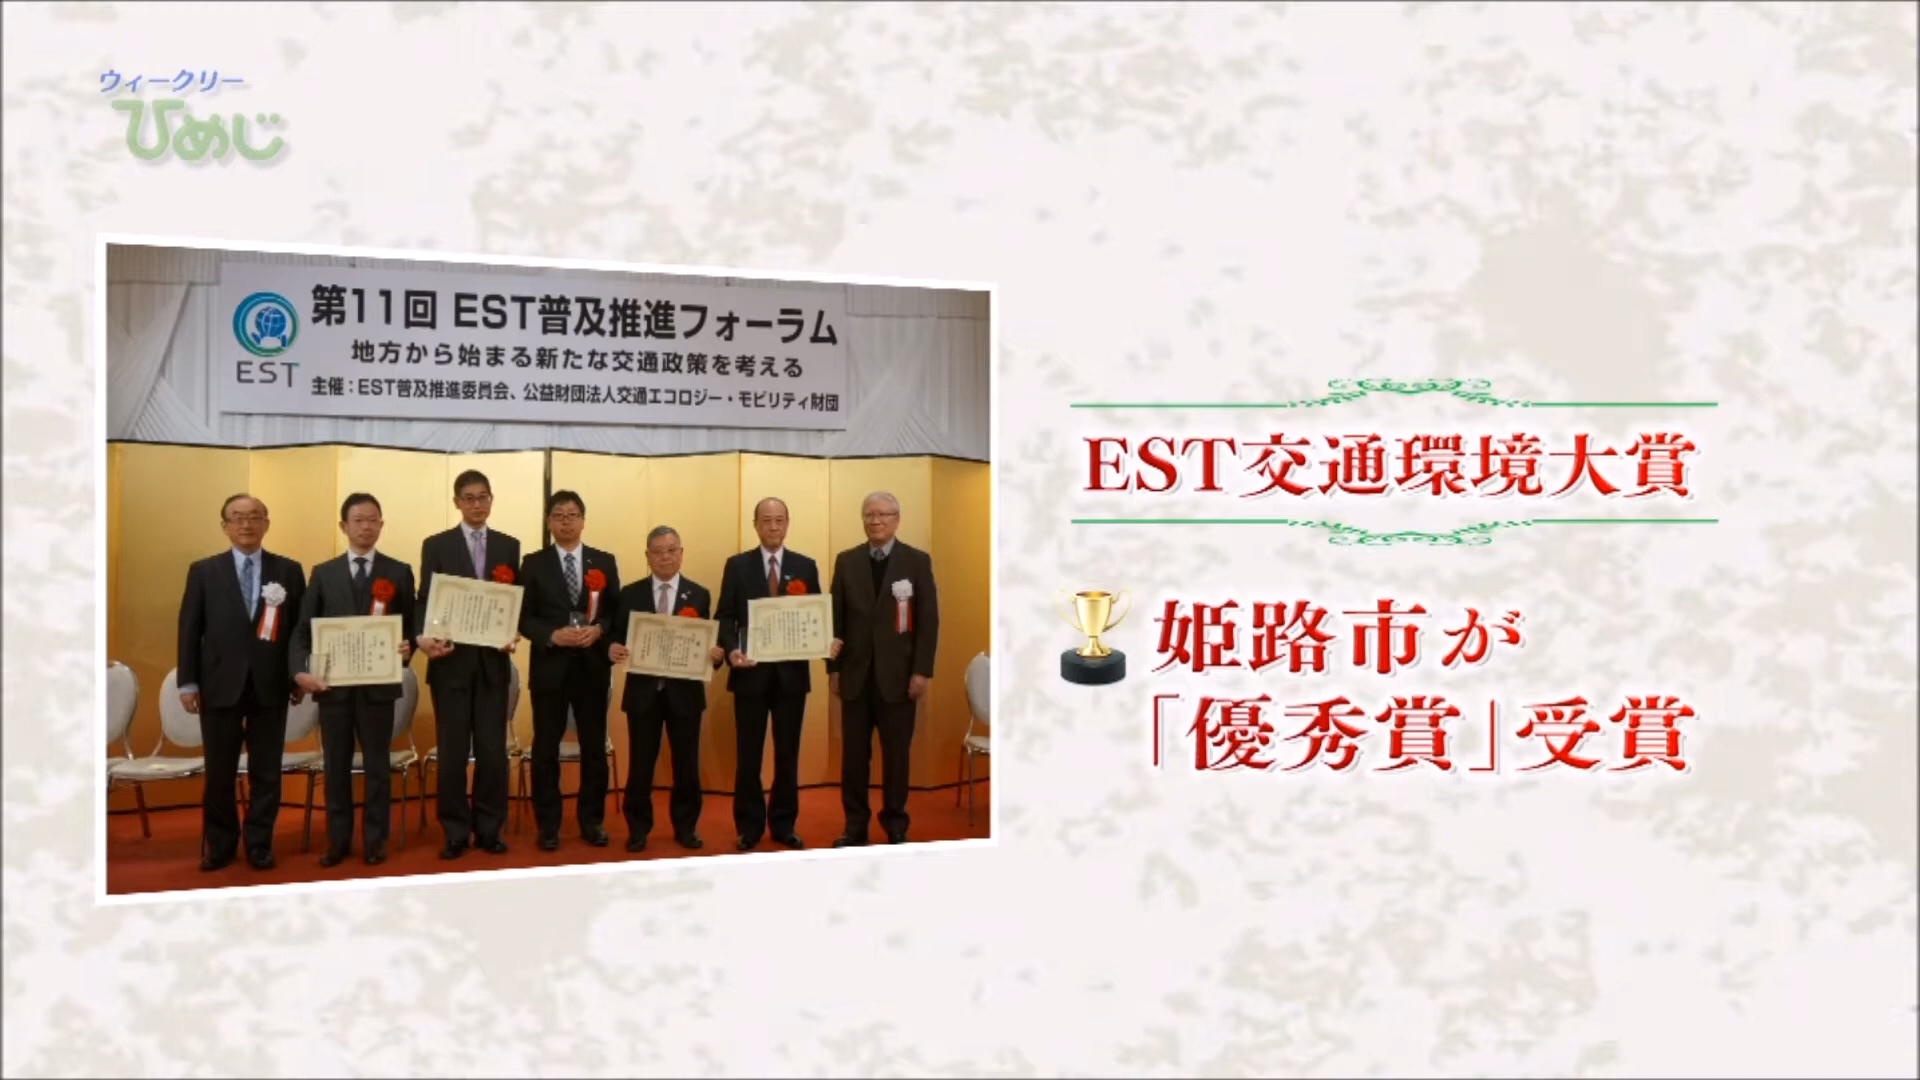 ウィークリー
ひめじ
第11回 EST普及推進フォーラム
地方から始まる新たな交通政策を考える
主催：EST普及推進委員会、公益財団法人交通エコロジー・モビリティ財団
EST
EST交通環境大賞
姫路市が
「優秀賞」受賞